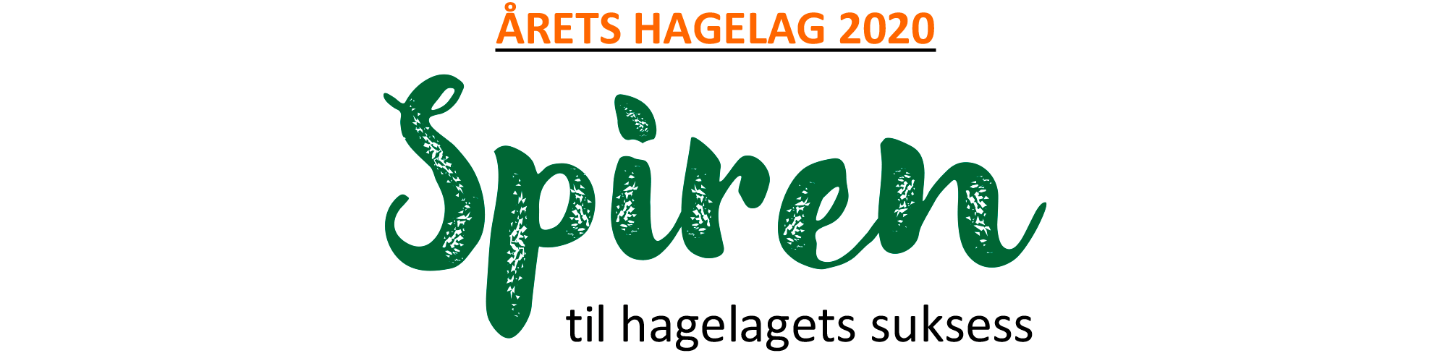 ÅRETS HAGELAG 2020
Spiren
til hagelagets suksess